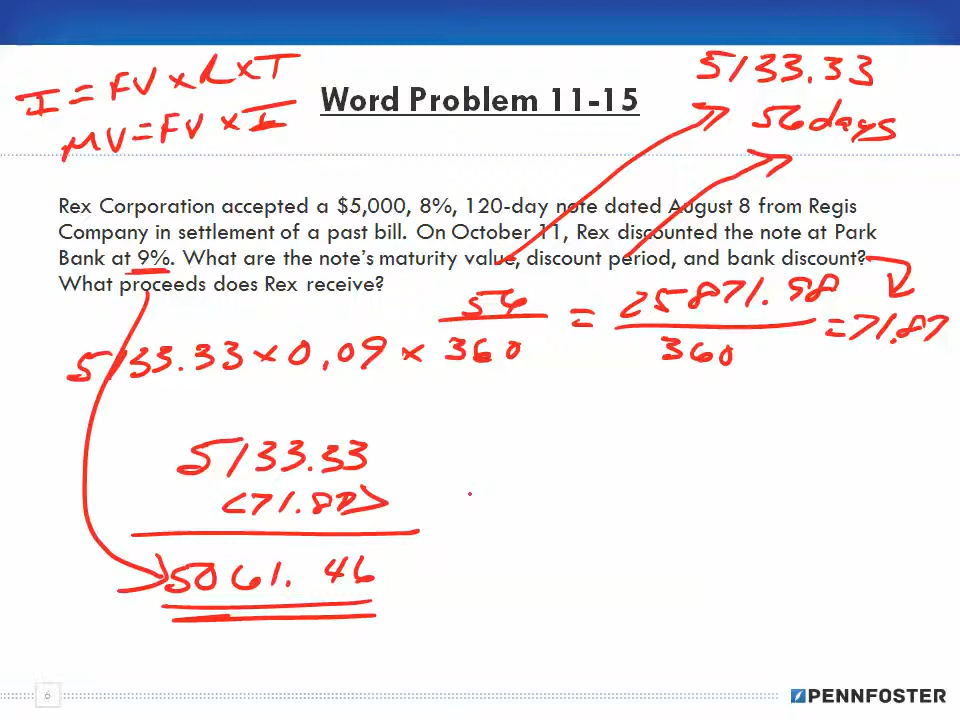 I = FV x R x T
MV = FV x I
Word Problem 11-15
5133.33
56 days
Rex Corporation accepted a $5,000, 8%, 120-day note dated August 8 from Regis
Company in settlement of a past bill. On October 11, Rex discounted the note at Park
Bank at 9%. What are the note's maturity value, discount period, and bank discount?
What proceeds does Rex receive?
5133.33 x 0.09 x 56/360 = 25871.98/360 = 71.87
5133.33
<71.87>
5061.46
6
PENNFOSTER